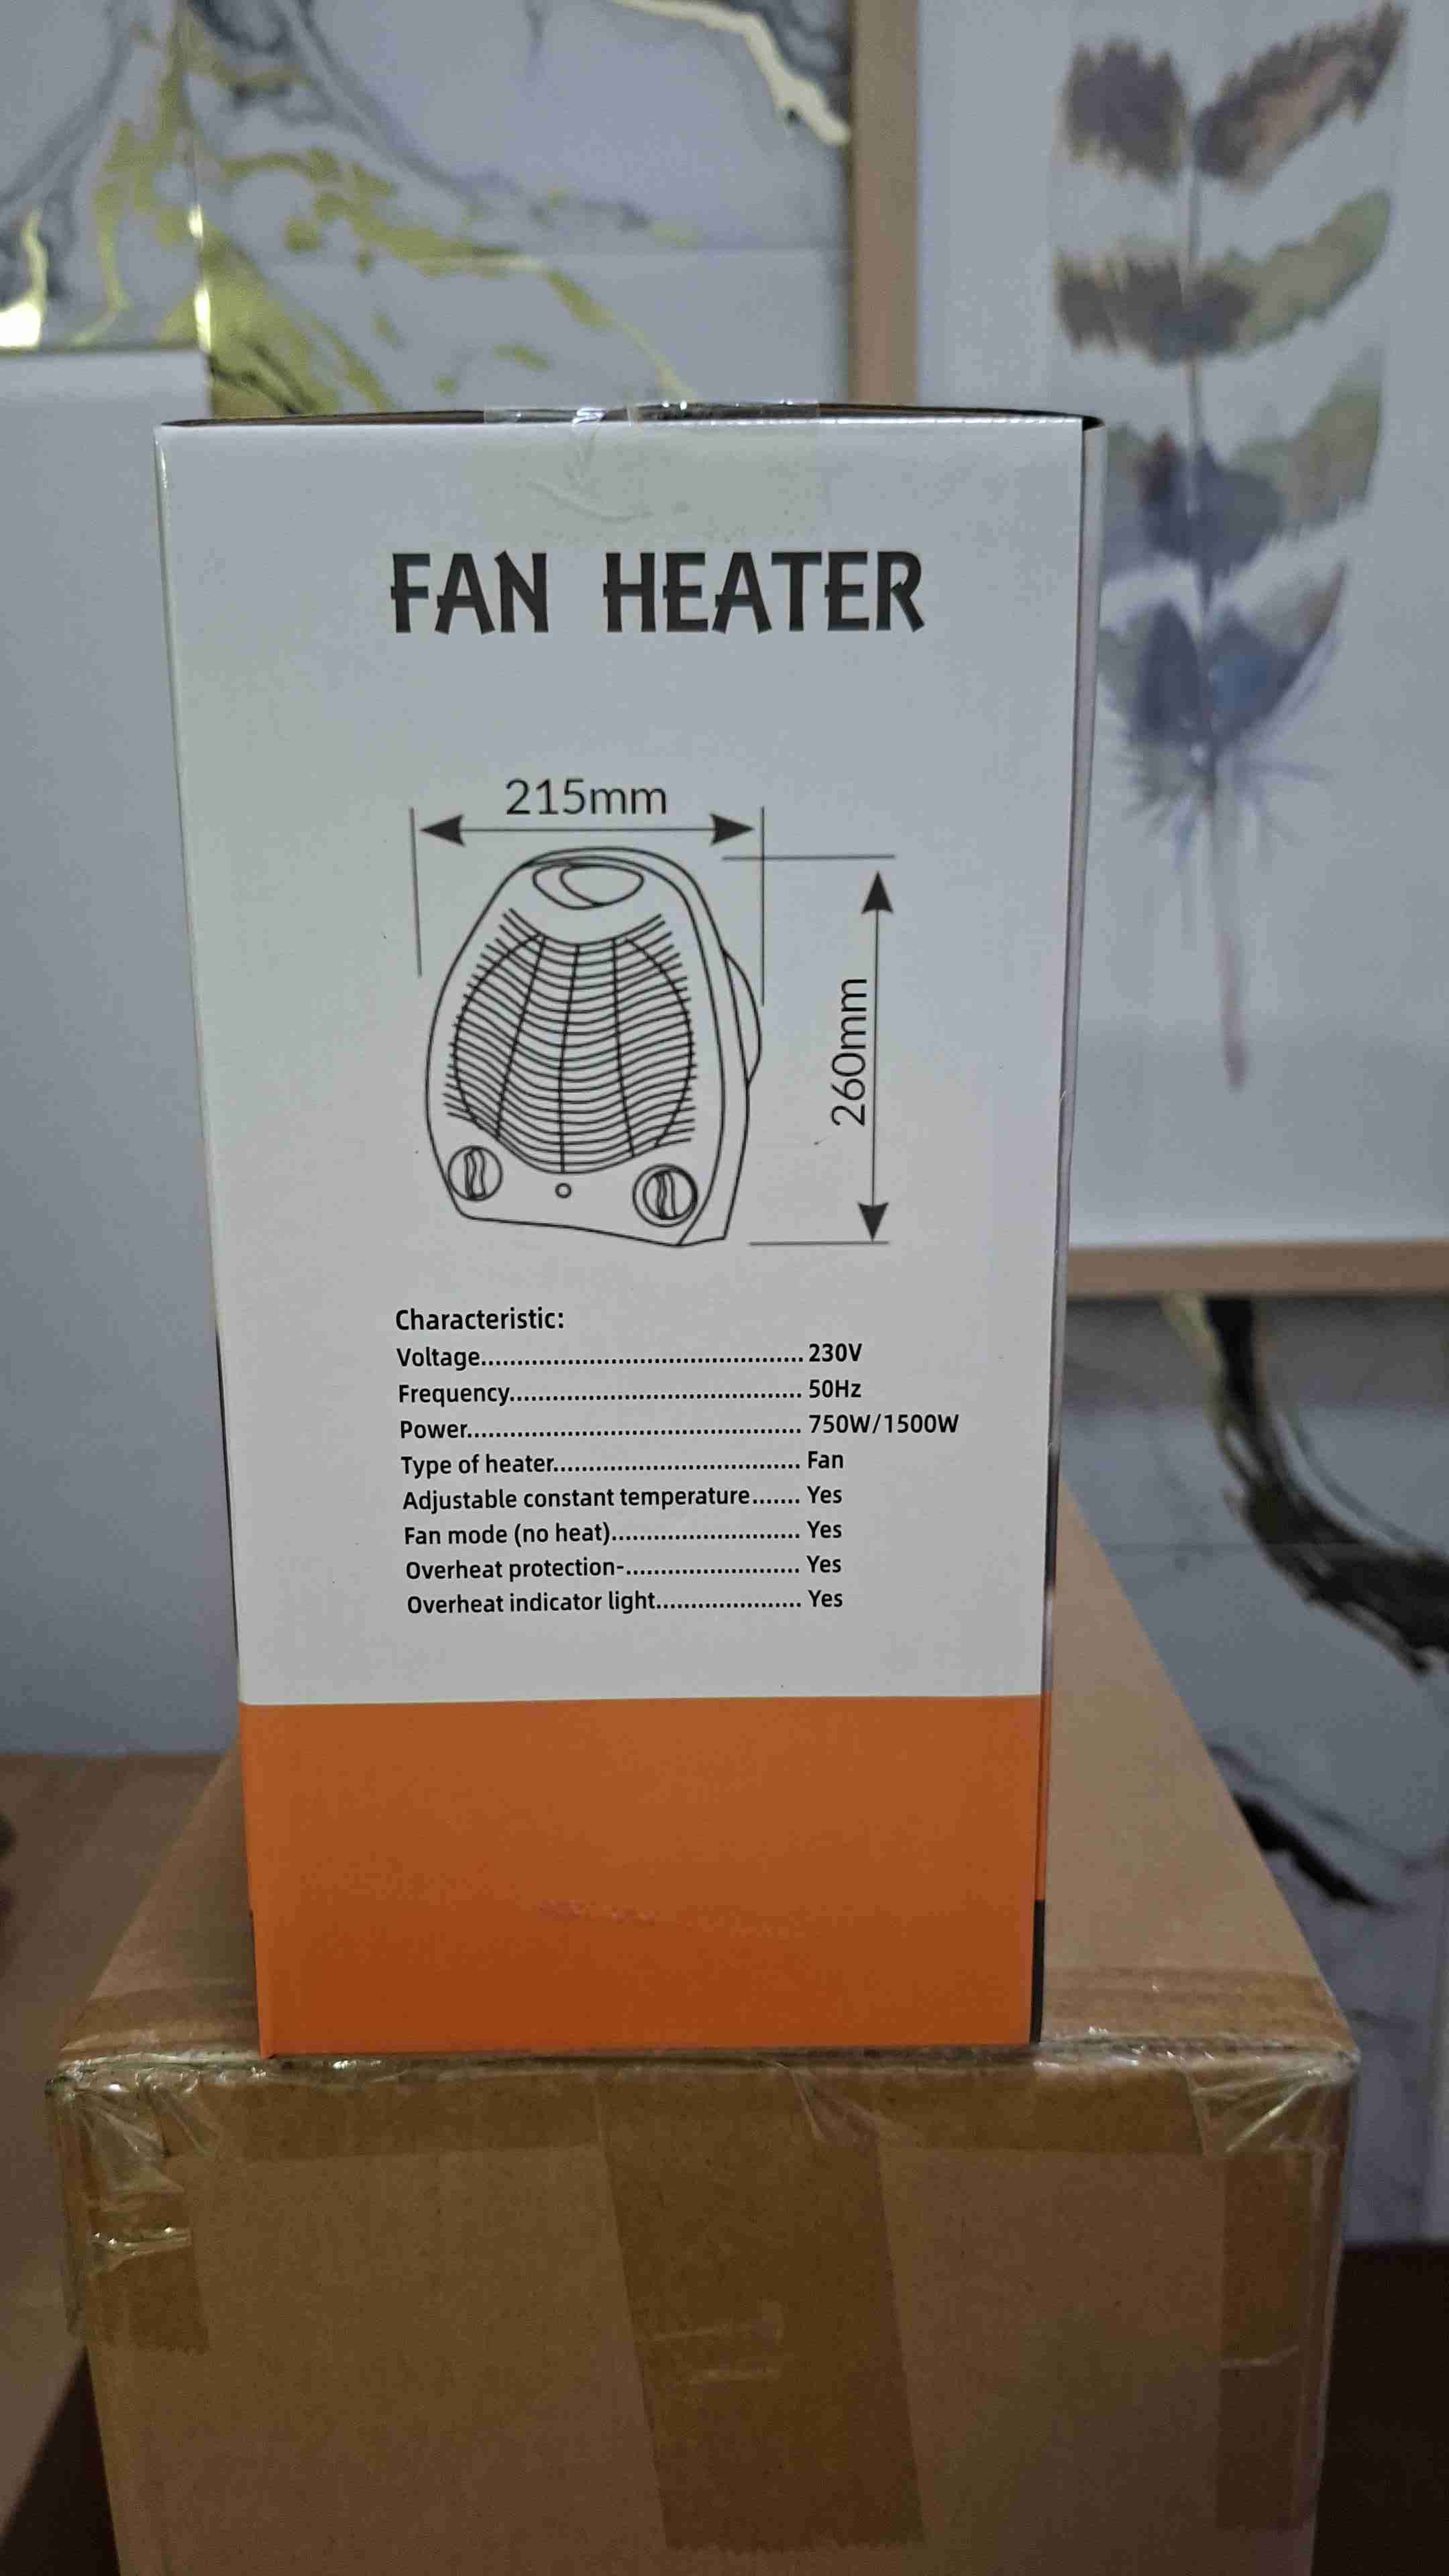 FAN HEATER
215mm
260mm
Characteristic:
Voltage............................................. 230V
Frequency......................................... 50Hz
Power............................................... 750W/1500W
Type of heater................................... Fan
Adjustable constant temperature....... Yes
Fan mode (no heat)........................... Yes
Overheat protection-......................... Yes
Overheat indicator light..................... Yes